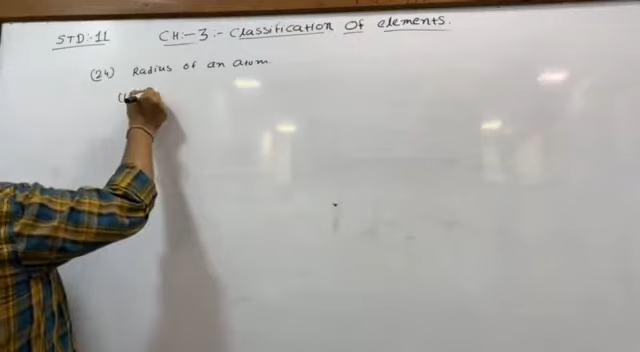 STD:-11 CH:-3:- Classification Of elements.
(24) Radius of an atom.